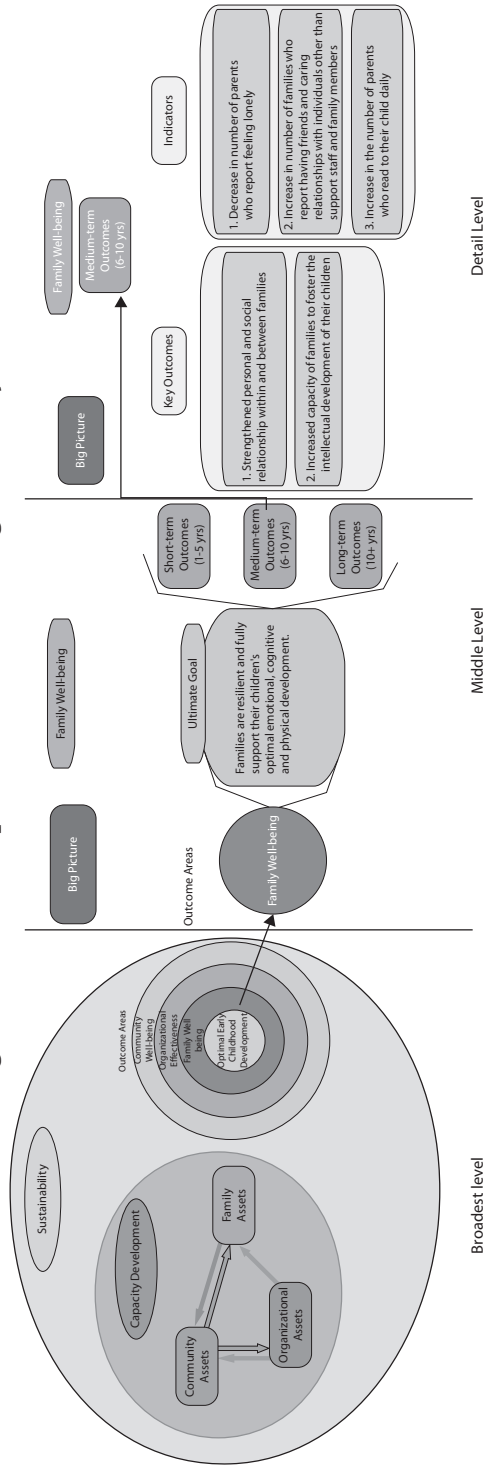 Sustainability
Capacity Development
Community
Assets
Family
Assets
Organizational
Assets
Outcome Areas
Community
Well-being
Organizational
Effectiveness
Family Well
being
Optimal Early
Childhood
Development
Broadest level
Big Picture
Family Well-being
Outcome Areas
Family Well-being
Ultimate Goal
Families are resilient and fully
support their children's
optimal emotional, cognitive
and physical development.
Short-term
Outcomes
(1-5 yrs)
Medium-term
Outcomes
(6-10 yrs)
Long-term
Outcomes
(10+ yrs)
Middle Level
Big Picture
Family Well-being
Medium-term
Outcomes
(6-10 yrs)
Key Outcomes
1. Strengthened personal and social
relationship within and between families
2. Increased capacity of families to foster the
intellectual development of their children
Indicators
1. Decrease in number of parents
who report feeling lonely
2. Increase in number of families who
report having friends and caring
relationships with individuals other than
support staff and family members
3. Increase in the number of parents
who read to their child daily
Detail Level